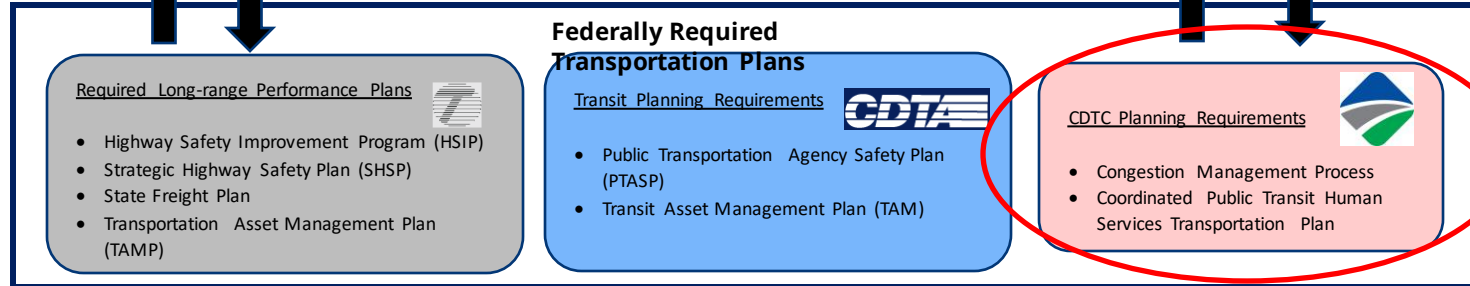 Federally Required
Transportation Plans
Required Long-range Performance Plans
• Highway Safety Improvement Program (HSIP)
• Strategic Highway Safety Plan (SHSP)
• State Freight Plan
• Transportation Asset Management Plan
(TAMP)
Transit Planning Requirements
CDTA
• Public Transportation Agency Safety Plan
(PTASP)
• Transit Asset Management Plan (TAM)
CDTC Planning Requirements
• Congestion Management Process
• Coordinated Public Transit Human
Services Transportation Plan